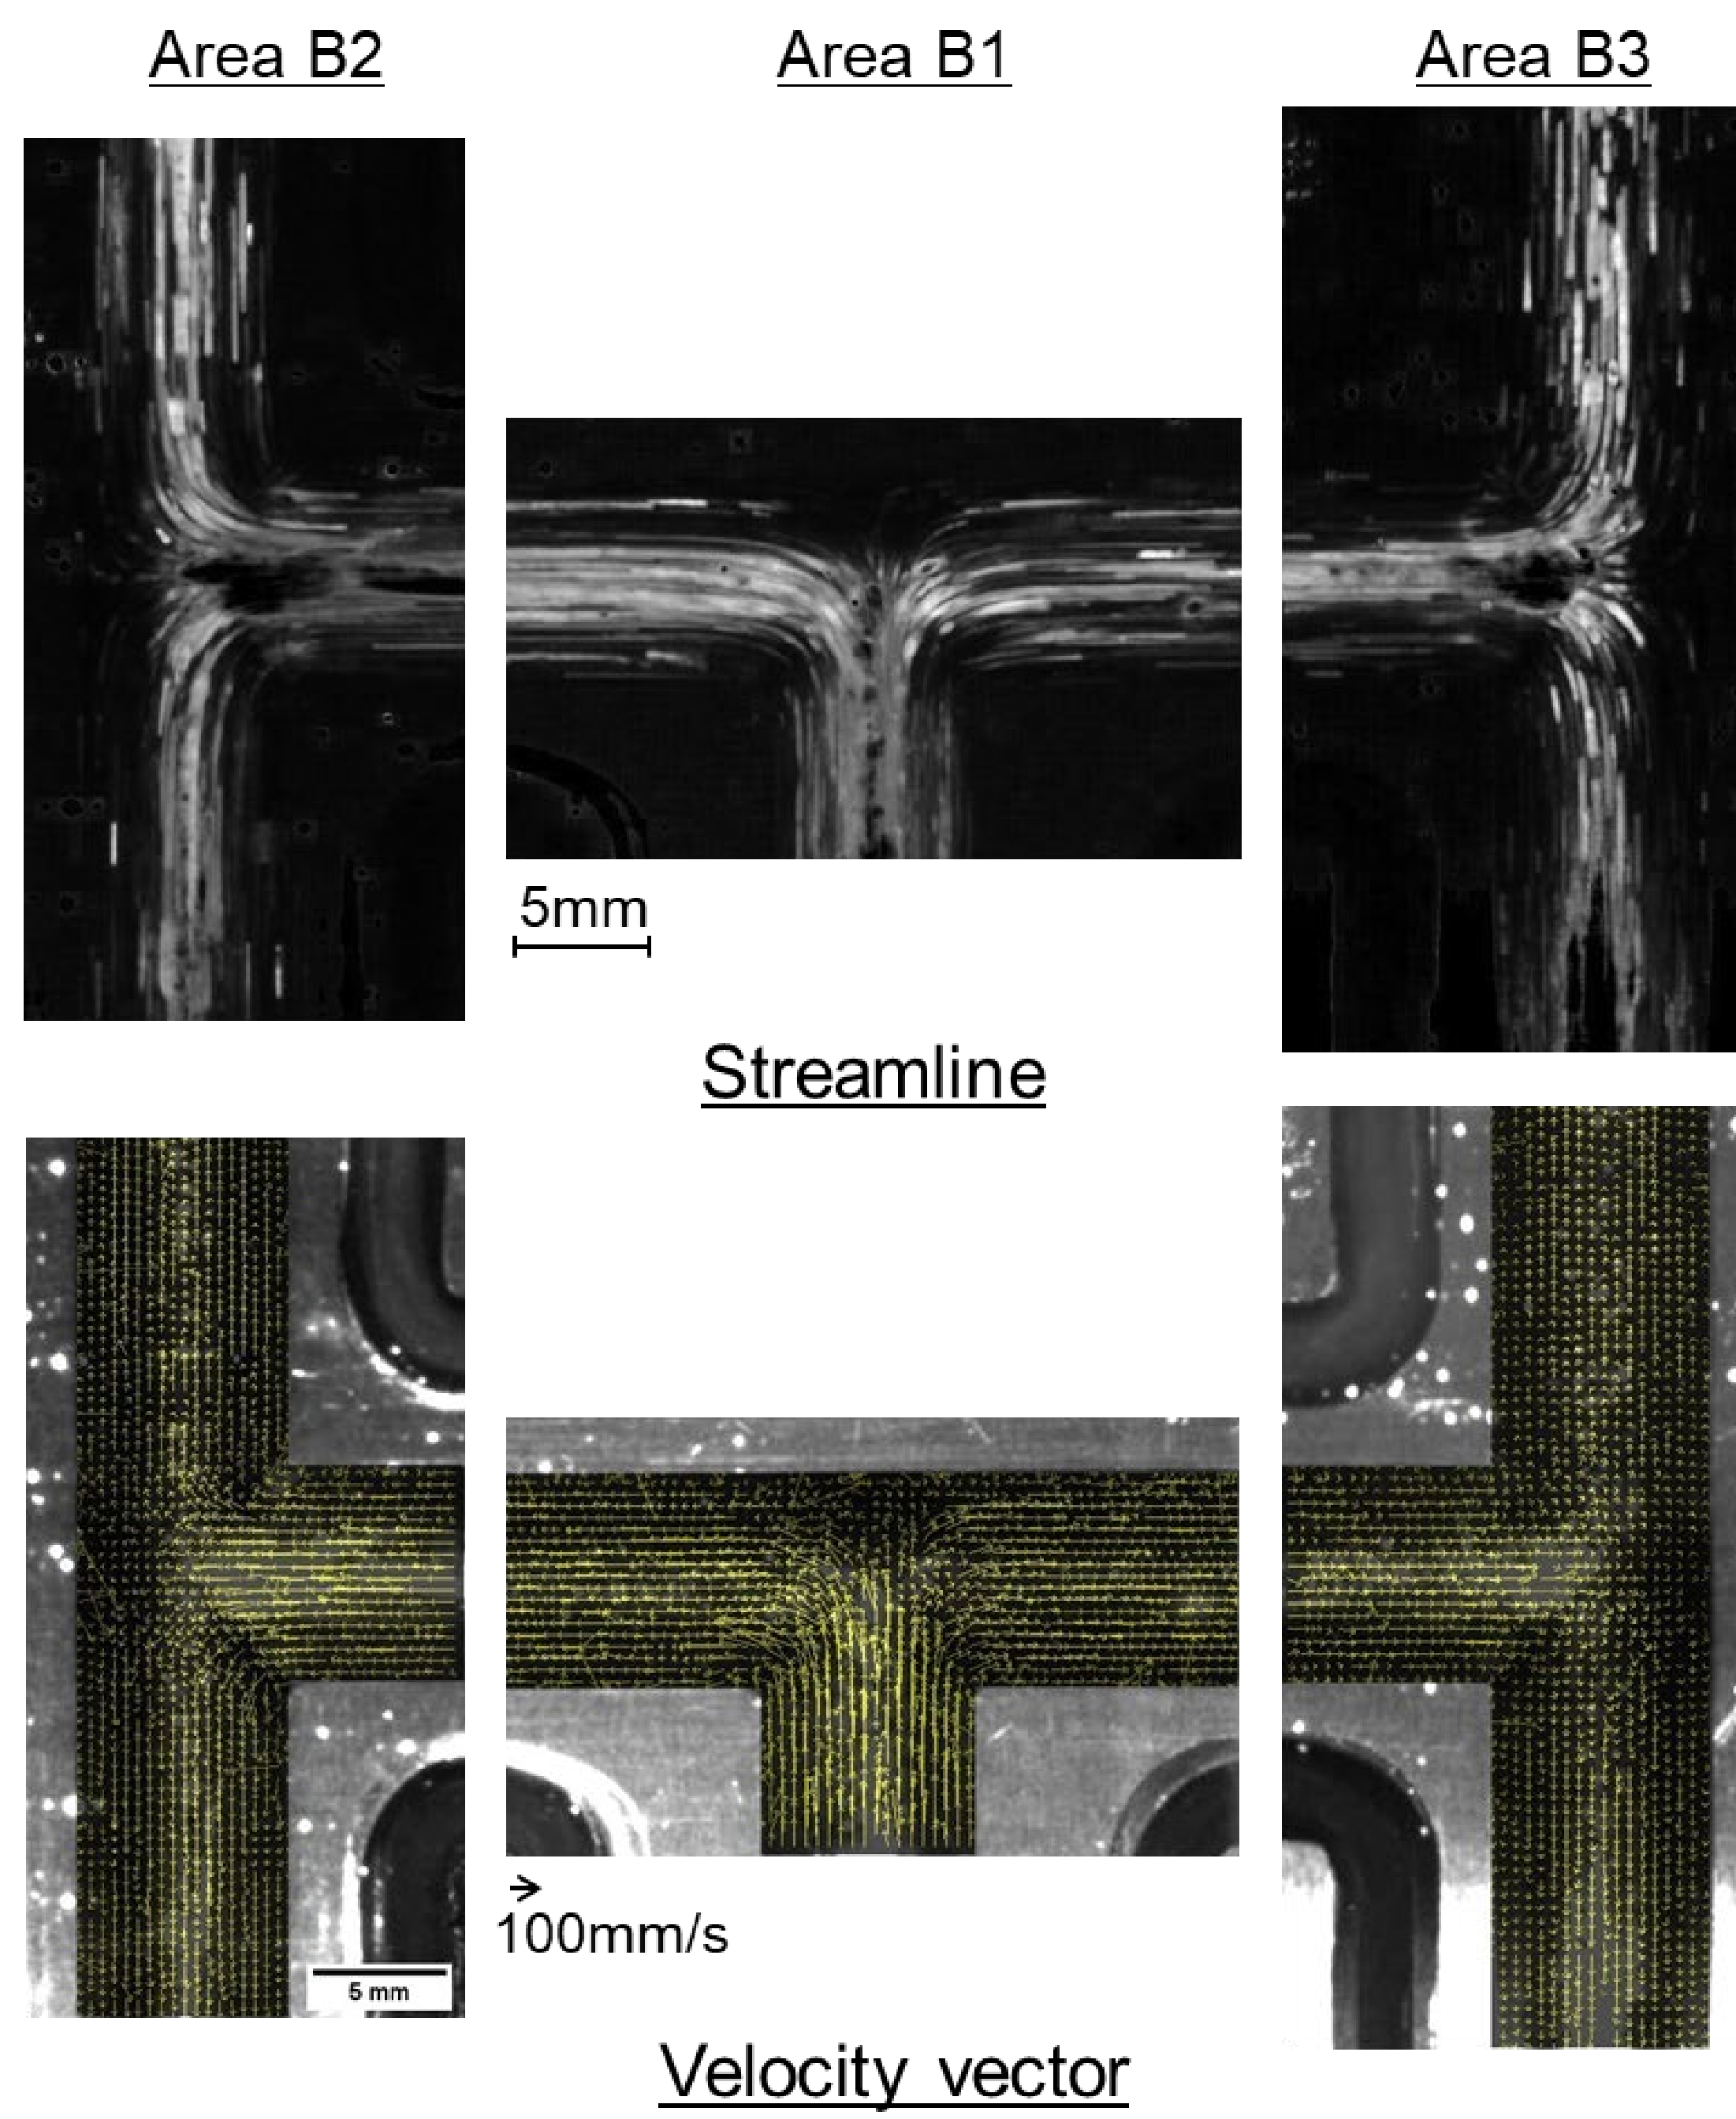 Area B2
Area B1
Area B3
5mm
Streamline
100mm/s
5 mm
Velocity vector